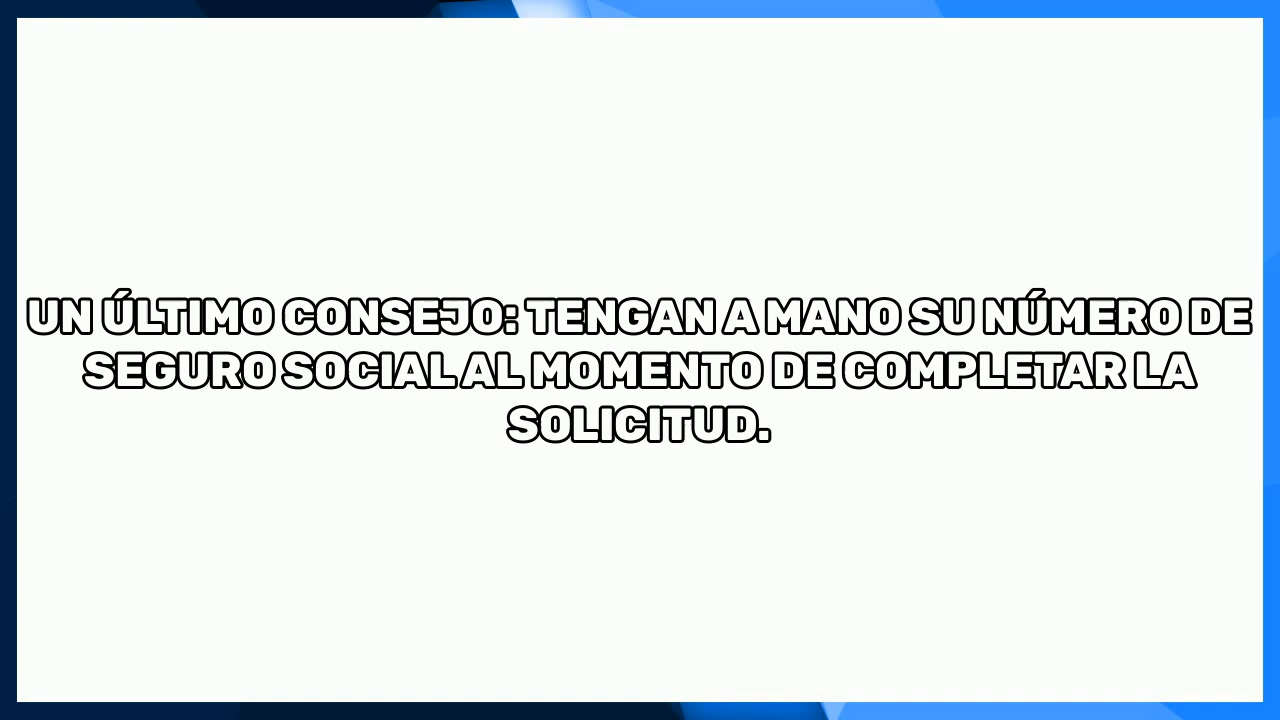 UN ÚLTIMO CONSEJO: TENGAN A MANO SU NÚMERO DE
SEGURO SOCIAL AL MOMENTO DE COMPLETAR LA
SOLICITUD.